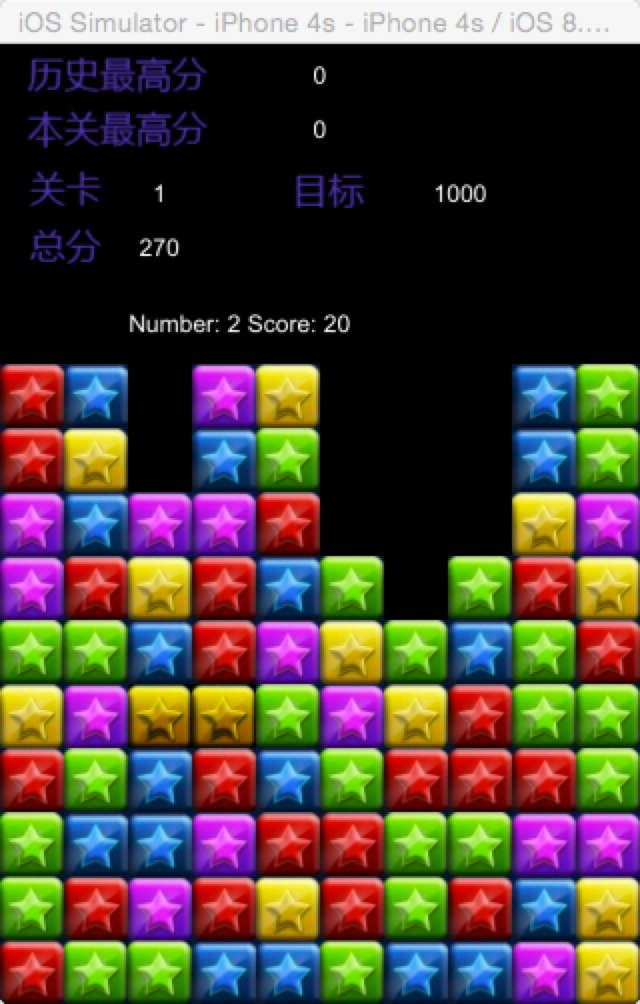 iOS Simulator - iPhone 4s - iPhone 4s / iOS 8....
历史最高分 0
本关最高分 0
关卡 1 目标 1000
总分 270
Number: 2 Score: 20